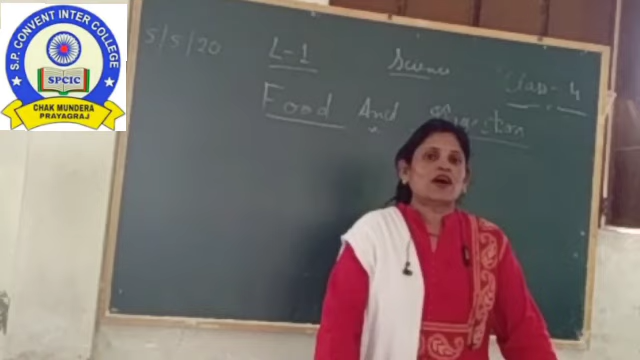 S.P. CONVENT INTER COLLEGE
SPCIC
CHAK MUNDERA
PRAYAGRAJ
5/5/20 L-1 Science Class-4
Food And Digestion